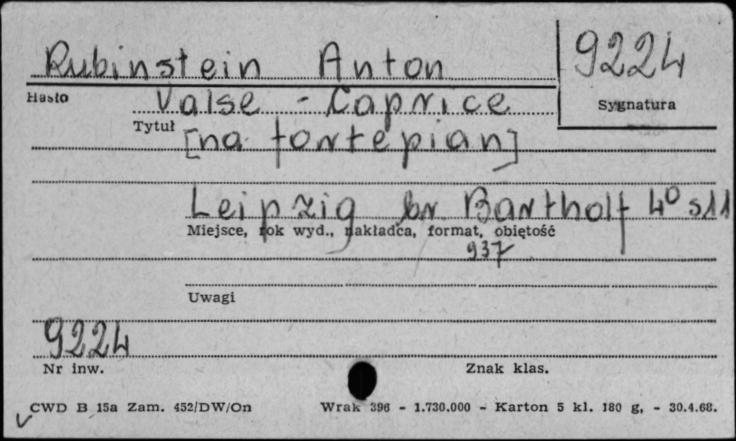 Rubinstein Anton 9224
Hasło Valse - Caprice Sygnatura
Tytuł [na fortepian]
Leipzig br. Bartholf 4° s 11
Miejsce, rok wyd., nakładca, format, objętość
937
Uwagi
9224
Nr inw. Znak klas.
CWD B 15a Zam. 452/DW/On Wrak 396 - 1.730.000 - Karton 5 kl. 180 g, - 30.4.68.